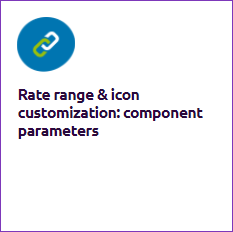 Rate range & icon
customization: component
parameters